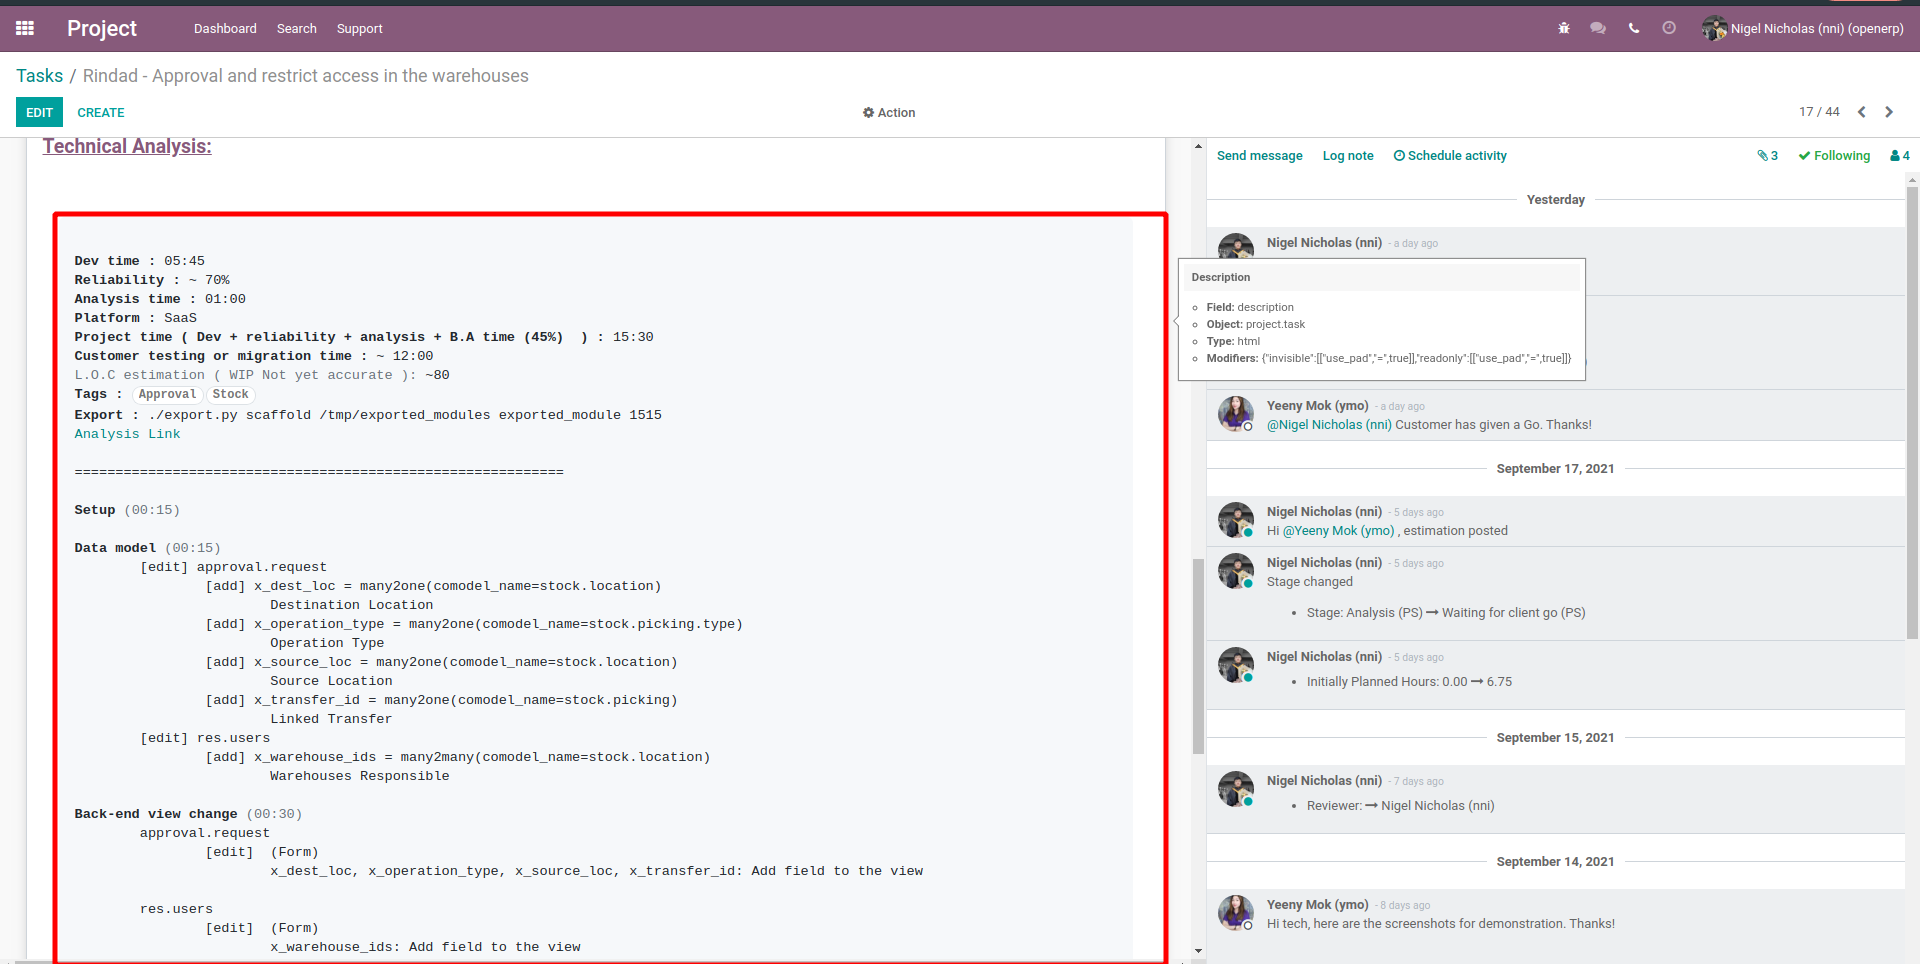 Project
Dashboard
Search
Support
Nigel Nicholas (nni) (openerp)
Tasks / Rindad - Approval and restrict access in the warehouses
EDIT
CREATE
Action
17 / 44
Technical Analysis:
Dev time : 05:45
Reliability : ~ 70%
Analysis time : 01:00
Platform : SaaS
Project time ( Dev + reliability + analysis + B.A time (45%)  ) : 15:30
Customer testing or migration time : ~ 12:00
L.O.C estimation ( WIP Not yet accurate ): ~80
Tags : Approval Stock
Export : ./export.py scaffold /tmp/exported_modules exported_module 1515
Analysis Link
============================================================
Setup (00:15)
Data model (00:15)
[edit] approval.request
[add] x_dest_loc = many2one(comodel_name=stock.location)
Destination Location
[add] x_operation_type = many2one(comodel_name=stock.picking.type)
Operation Type
[add] x_source_loc = many2one(comodel_name=stock.location)
Source Location
[add] x_transfer_id = many2one(comodel_name=stock.picking)
Linked Transfer
[edit] res.users
[add] x_warehouse_ids = many2many(comodel_name=stock.location)
Warehouses Responsible
Back-end view change (00:30)
approval.request
[edit]  (Form)
x_dest_loc, x_operation_type, x_source_loc, x_transfer_id: Add field to the view
res.users
[edit]  (Form)
x_warehouse_ids: Add field to the view
Send message
Log note
Schedule activity
3
Following
4
Yesterday
Nigel Nicholas (nni) - a day ago
Description
Field: description
Object: project.task
Type: html
Modifiers: {"invisible":[["use_pad","=",true]],"readonly":[["use_pad","=",true]]}
Yeeny Mok (ymo) - a day ago
@Nigel Nicholas (nni) Customer has given a Go. Thanks!
September 17, 2021
Nigel Nicholas (nni) - 5 days ago
Hi @Yeeny Mok (ymo) , estimation posted
Nigel Nicholas (nni) - 5 days ago
Stage changed
• Stage: Analysis (PS) → Waiting for client go (PS)
Nigel Nicholas (nni) - 5 days ago
• Initially Planned Hours: 0.00 → 6.75
September 15, 2021
Nigel Nicholas (nni) - 7 days ago
• Reviewer: → Nigel Nicholas (nni)
September 14, 2021
Yeeny Mok (ymo) - 8 days ago
Hi tech, here are the screenshots for demonstration. Thanks!